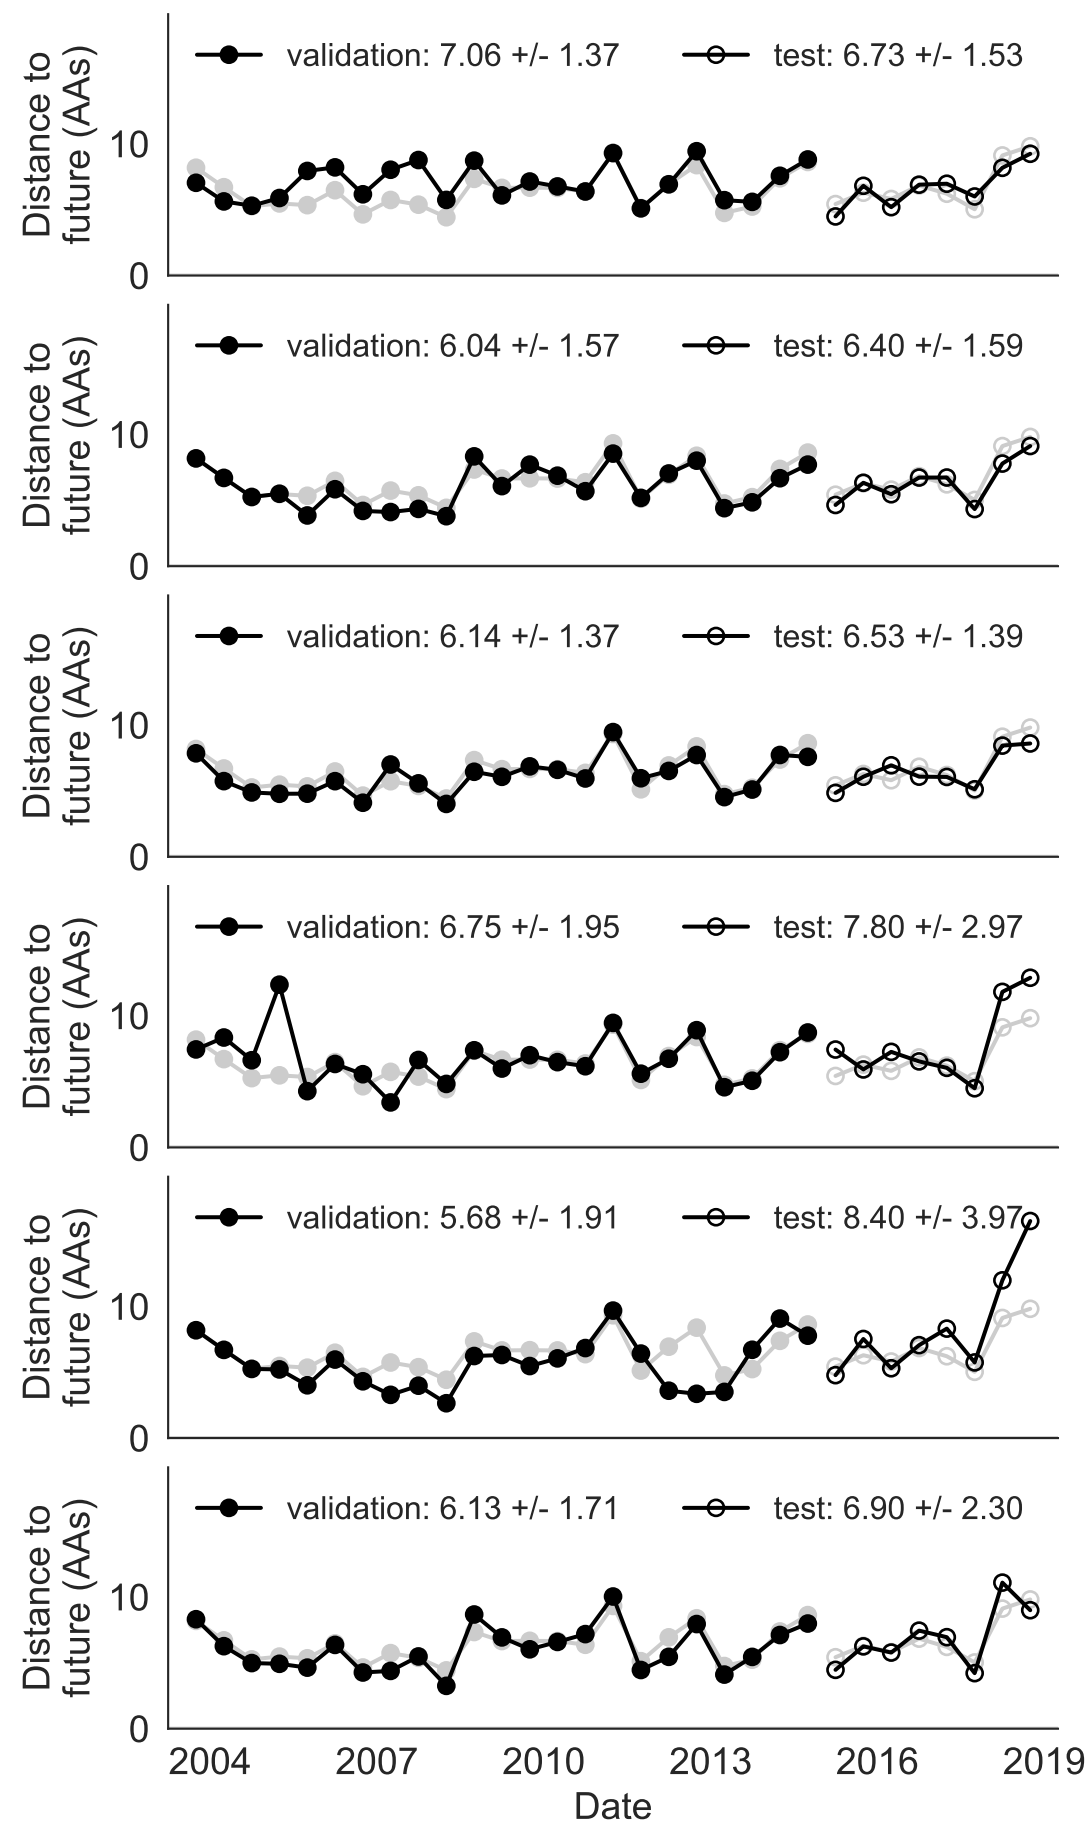 Distance to
future (AAs)
validation: 7.06 +/- 1.37
test: 6.73 +/- 1.53
10
0
Distance to
future (AAs)
validation: 6.04 +/- 1.57
test: 6.40 +/- 1.59
10
0
Distance to
future (AAs)
validation: 6.14 +/- 1.37
test: 6.53 +/- 1.39
10
0
Distance to
future (AAs)
validation: 6.75 +/- 1.95
test: 7.80 +/- 2.97
10
0
Distance to
future (AAs)
validation: 5.68 +/- 1.91
test: 8.40 +/- 3.97
10
0
Distance to
future (AAs)
validation: 6.13 +/- 1.71
test: 6.90 +/- 2.30
10
0
2004 2007 2010 2013 2016 2019
Date